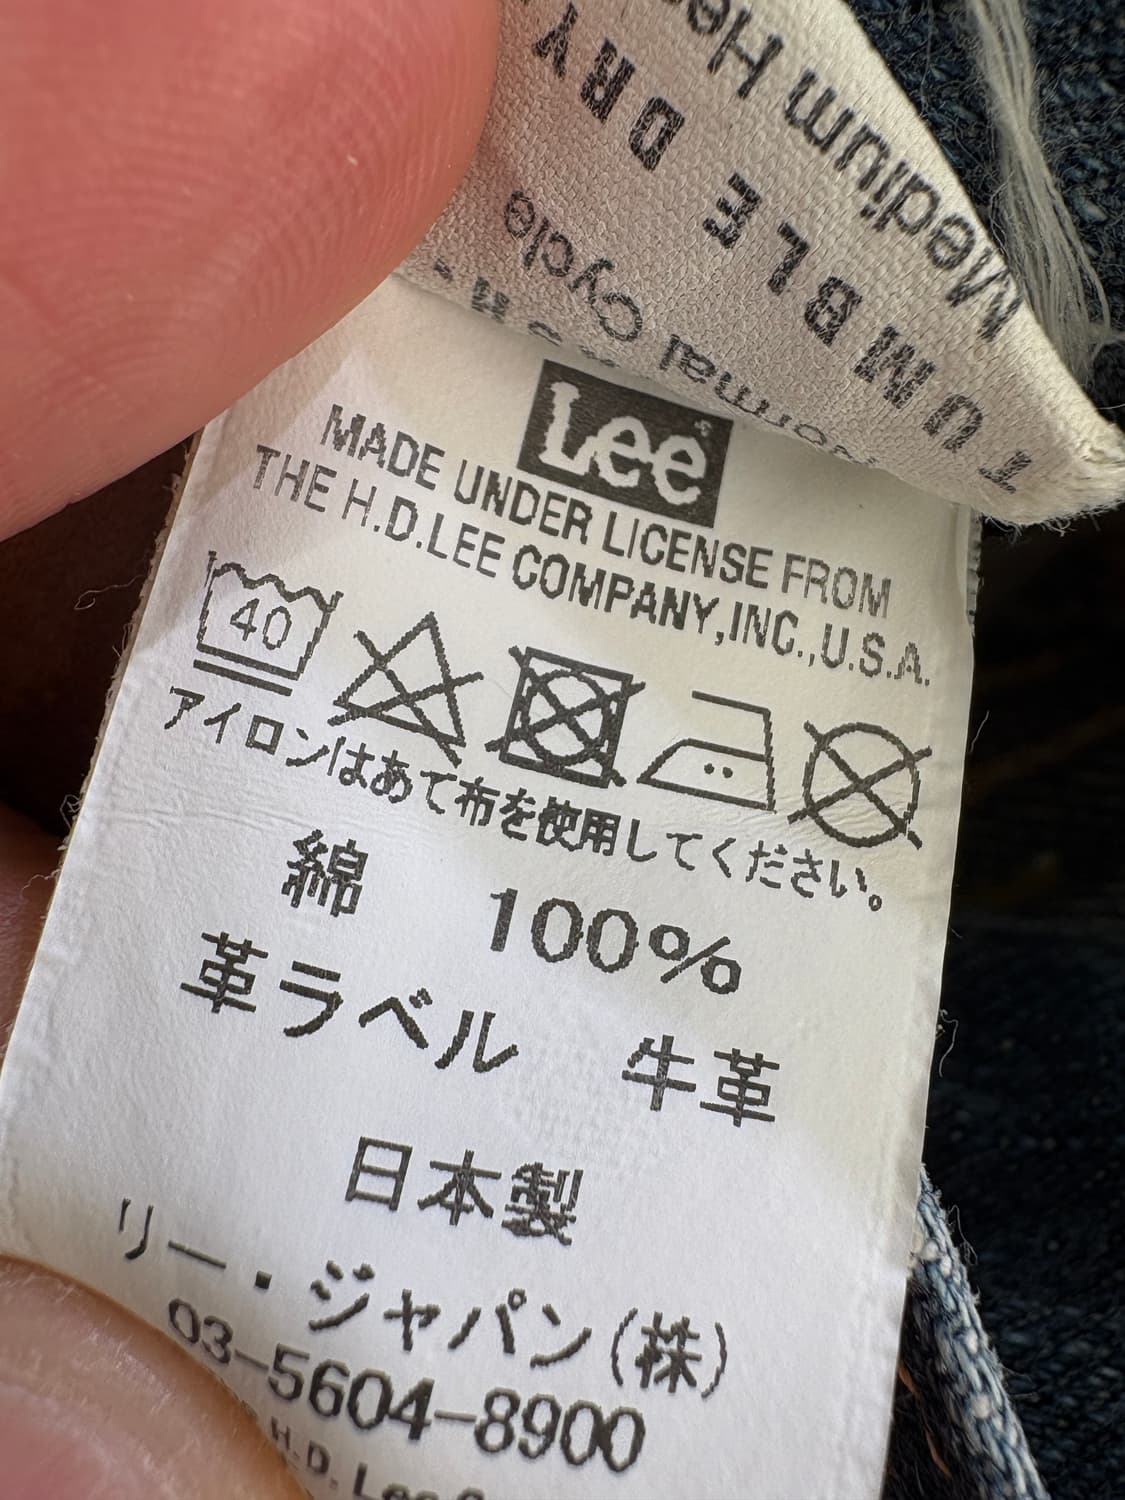 Medium
TUMBLE DRY
Cycle
Lee
MADE UNDER LICENSE FROM
THE H.D.LEE COMPANY,INC.,U.S.A.
40
アイロンはあて布を使用してください。
綿 100%
革ラベル 牛革
日本製
リー・ジャパン(株)
03-5604-8900
H.D. Lee